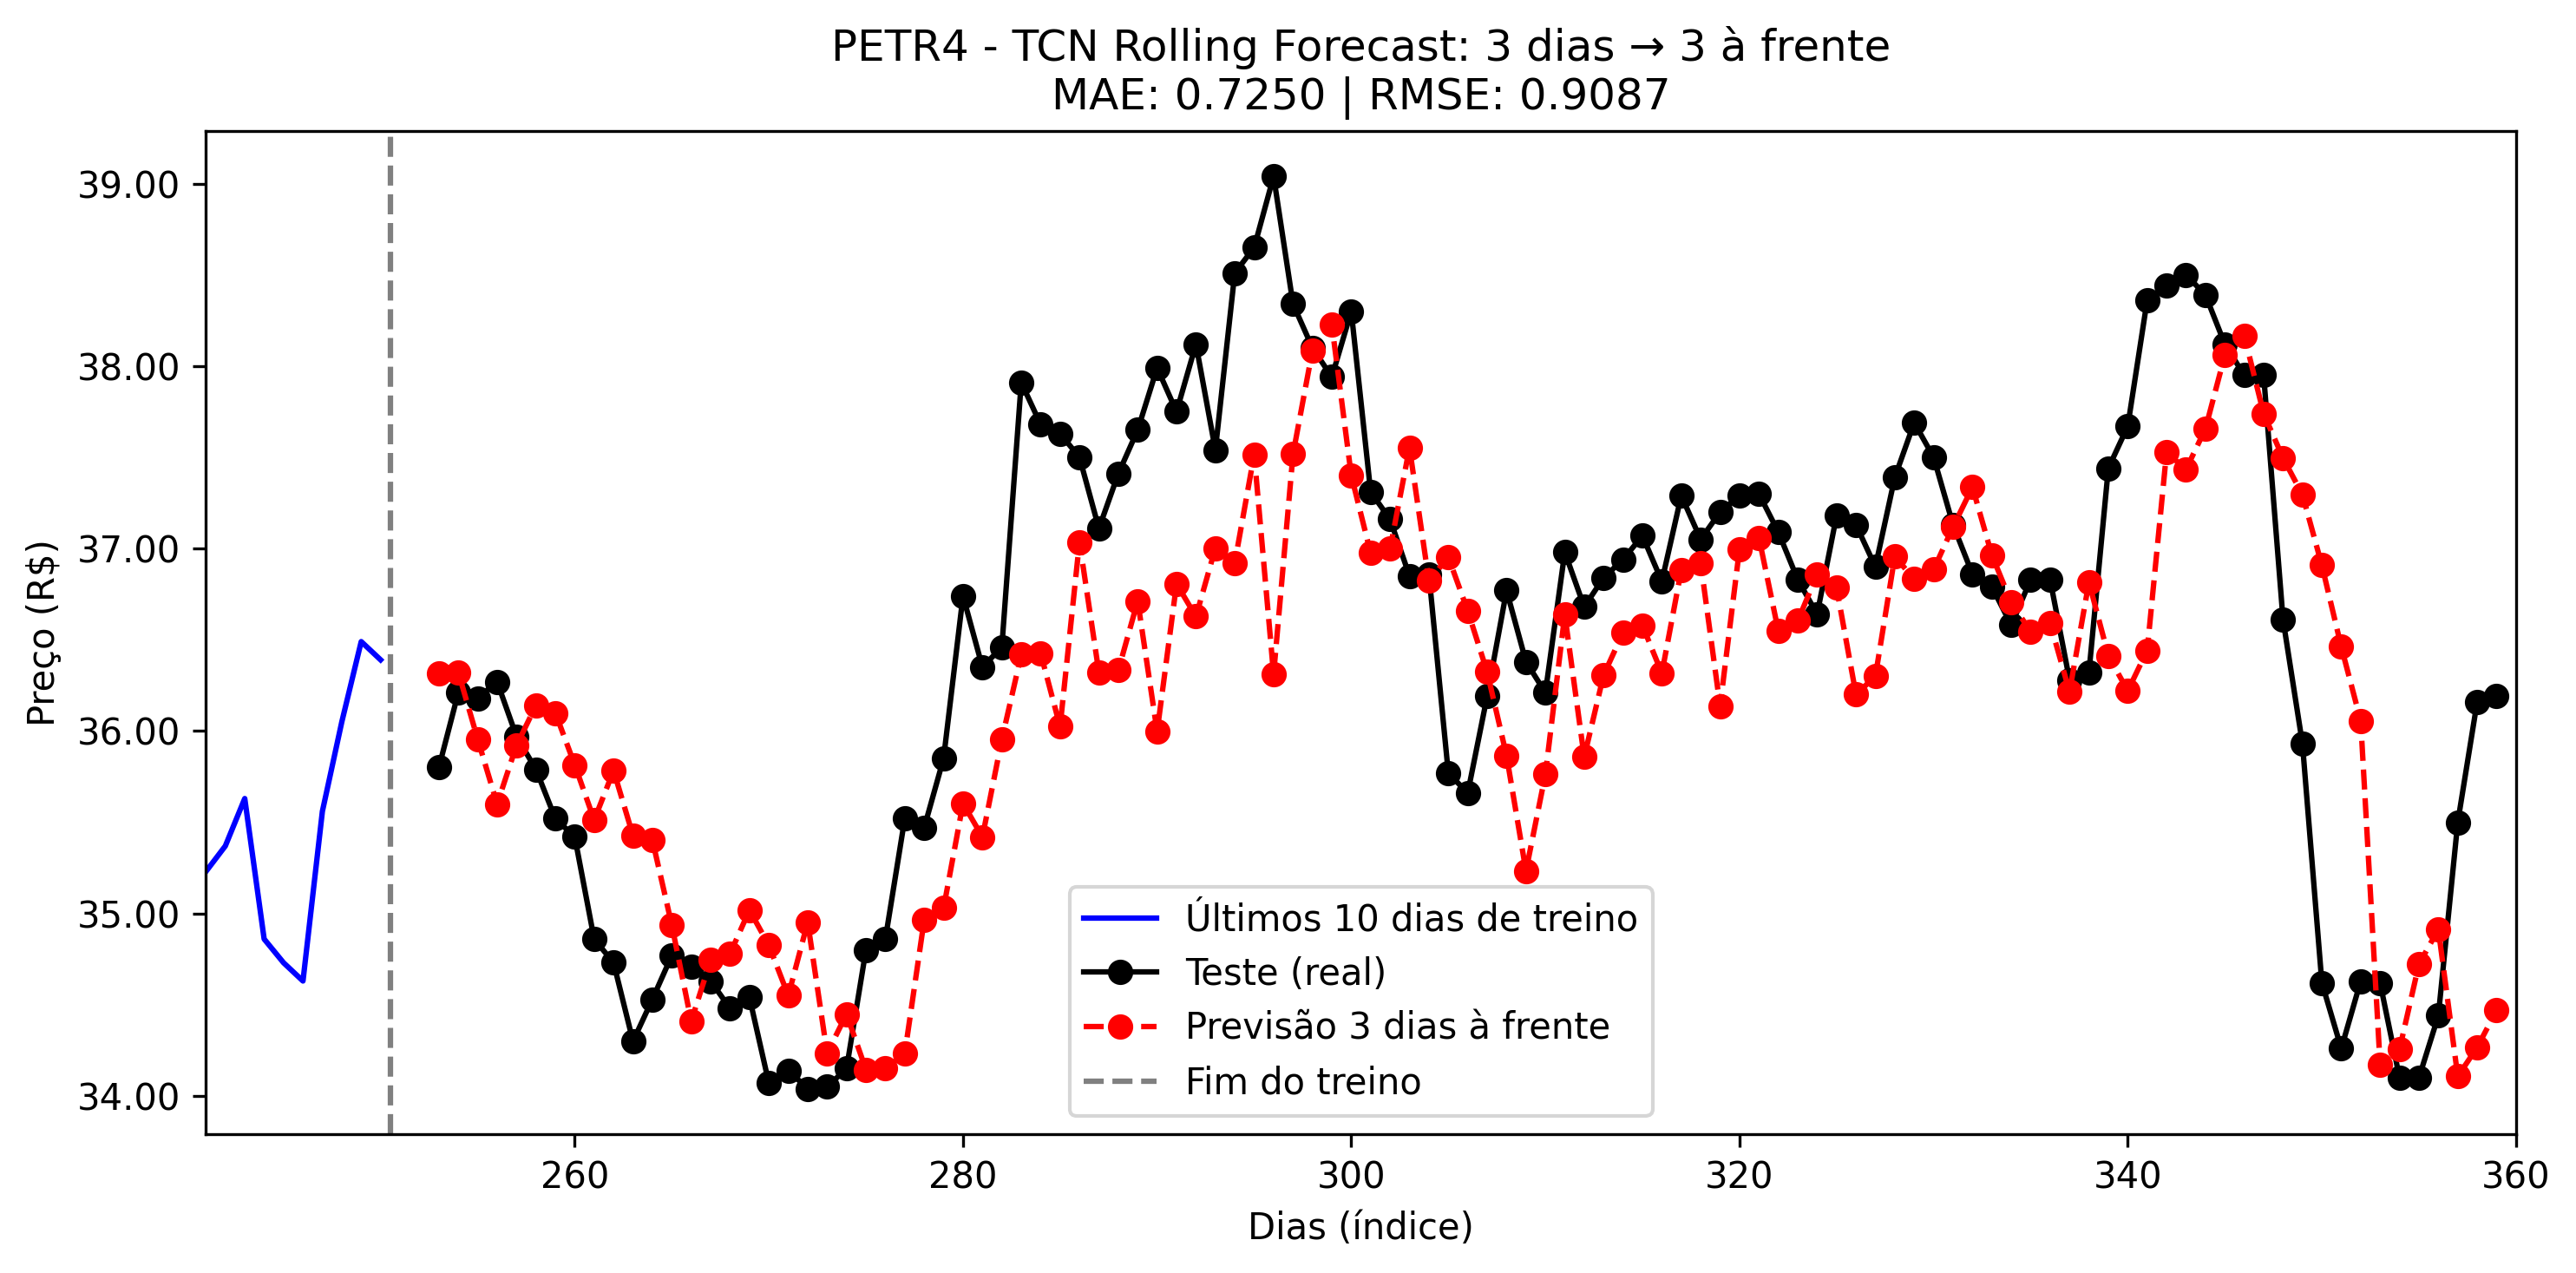 PETR4 - TCN Rolling Forecast: 3 dias → 3 à frente
MAE: 0.7250 | RMSE: 0.9087
Preço (R$)
39.00
38.00
37.00
36.00
35.00
34.00
Últimos 10 dias de treino
Teste (real)
Previsão 3 dias à frente
Fim do treino
260 280 300 320 340 360
Dias (índice)